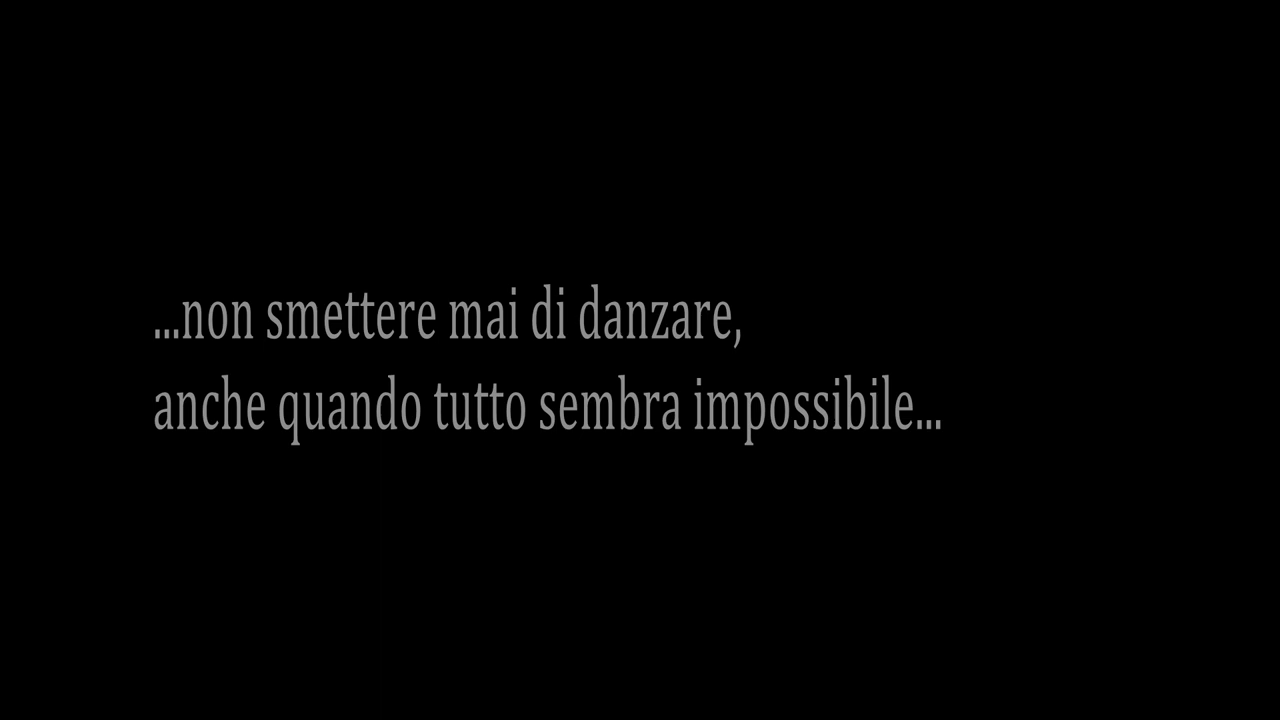 ...non smettere mai di danzare,
anche quando tutto sembra impossibile...